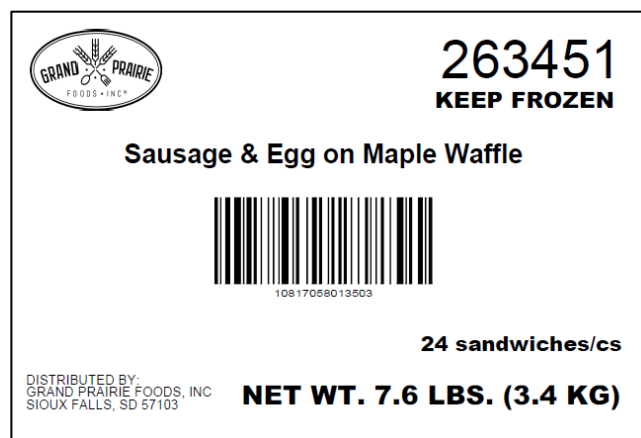 GRAND PRAIRIE
FOODS • INC®
263451
KEEP FROZEN
Sausage & Egg on Maple Waffle
10817058013503
24 sandwiches/cs
DISTRIBUTED BY:
GRAND PRAIRIE FOODS, INC
SIOUX FALLS, SD 57103
NET WT. 7.6 LBS. (3.4 KG)